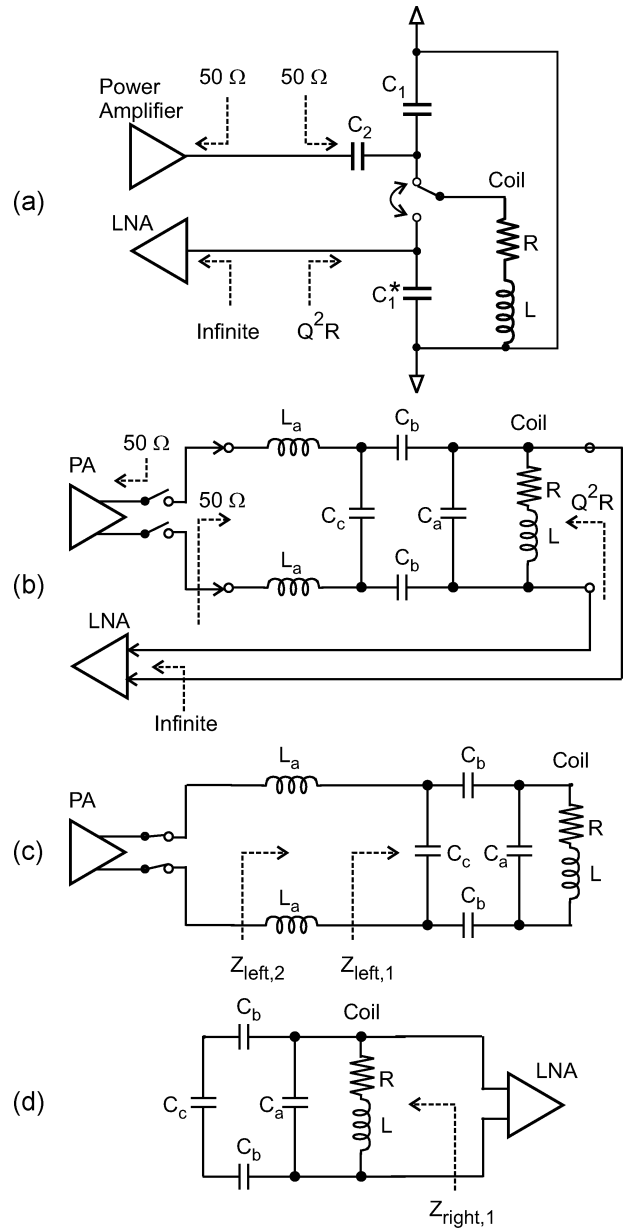 (a)
Power
Amplifier
50 Ω
50 Ω
C2
C1
Coil
R
L
LNA
Infinite
Q²R
C1*
(b)
PA
50 Ω
50 Ω
La
La
Cb
Cb
Cc
Ca
Coil
R
L
Q²R
LNA
Infinite
(c)
PA
La
La
Cb
Cb
Cc
Ca
Coil
R
L
Zleft,2
Zleft,1
(d)
Cb
Cb
Cc
Ca
Coil
R
L
LNA
Zright,1